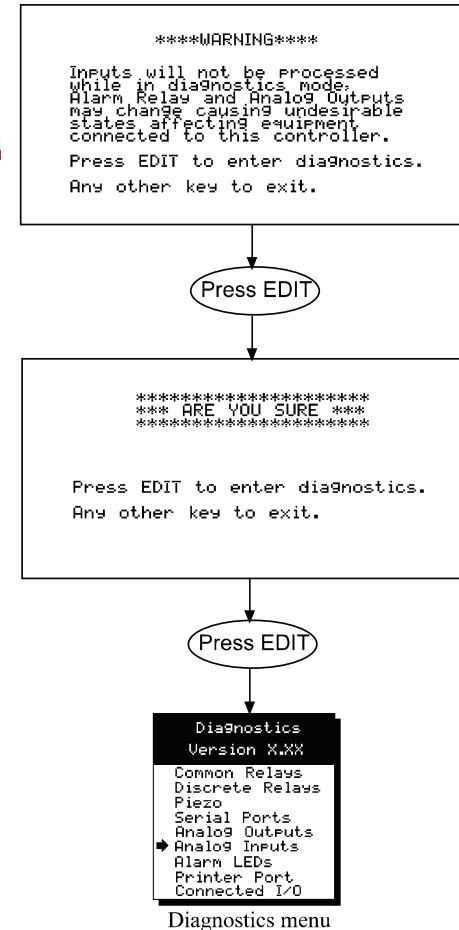 ****WARNING****
Inputs will not be processed
while in diagnostics mode.
Alarm Relay and Analog Outputs
may change causing undesirable
states affecting equipment
connected to this controller.
Press EDIT to enter diagnostics.
Any other key to exit.
Press EDIT
*********************
*** ARE YOU SURE ***
*********************
Press EDIT to enter diagnostics.
Any other key to exit.
Press EDIT
Diagnostics
Version X.XX
Common Relays
Discrete Relays
Piezo
Serial Ports
Analog Outputs
Analog Inputs
Alarm LEDs
Printer Port
Connected I/O
Diagnostics menu